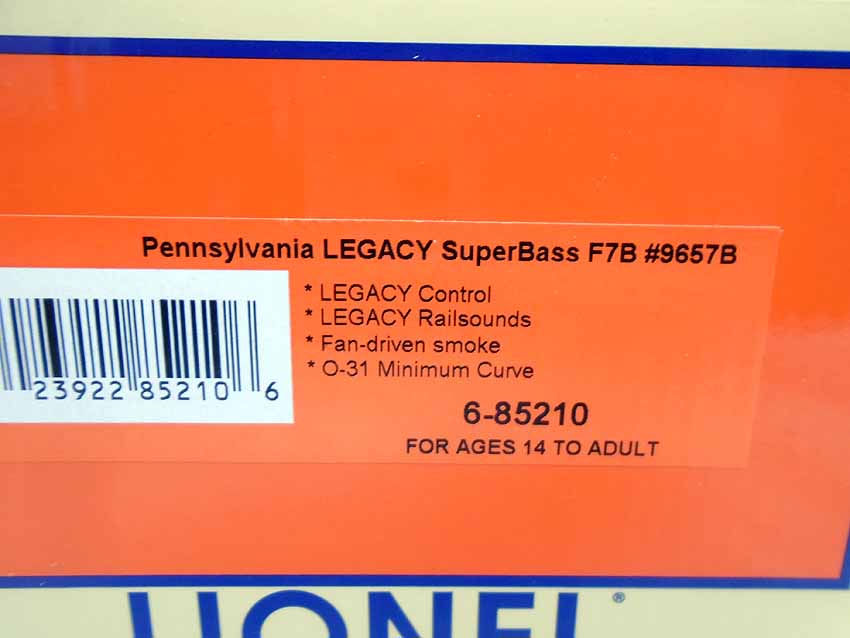 Pennsylvania LEGACY SuperBass F7B #9657B
* LEGACY Control
* LEGACY Railsounds
* Fan-driven smoke
* O-31 Minimum Curve
23922 85210 6
6-85210
FOR AGES 14 TO ADULT
LIONEL®